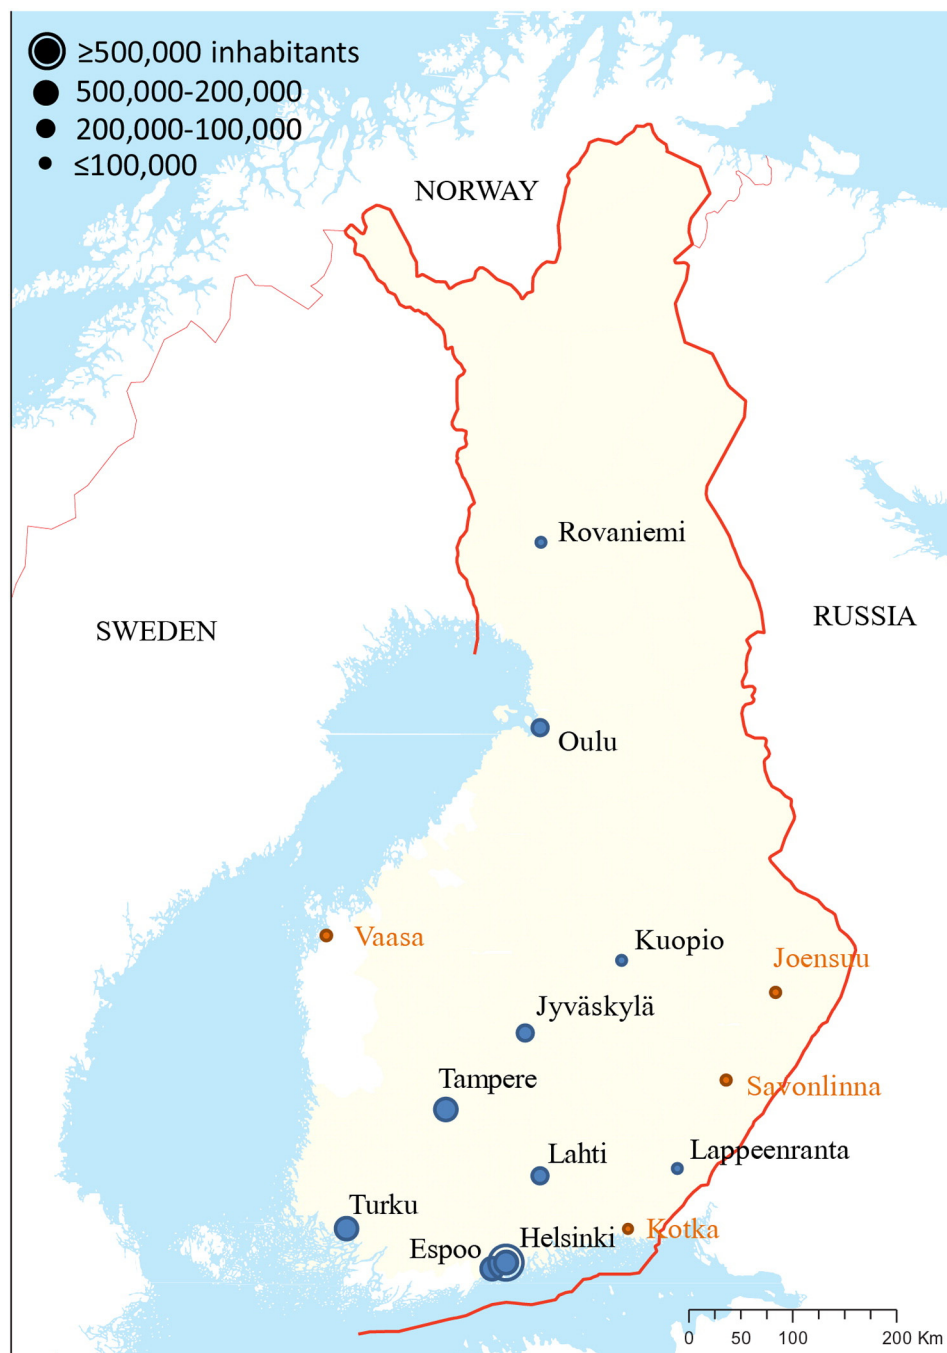 ≥500,000 inhabitants
500,000-200,000
200,000-100,000
≤100,000
NORWAY
Rovaniemi
RUSSIA
SWEDEN
Oulu
Vaasa
Kuopio
Joensuu
Jyväskylä
Tampere
Savonlinna
Lahti
Lappeenranta
Turku
Kotka
Helsinki
Espoo
0 50 100 200 Km